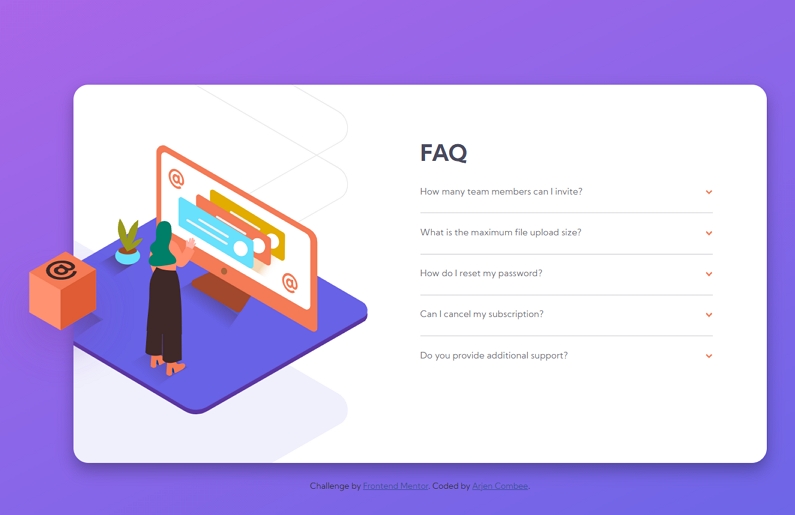 FAQ
How many team members can I invite?
What is the maximum file upload size?
How do I reset my password?
Can I cancel my subscription?
Do you provide additional support?
@
@
@
Challenge by Frontend Mentor. Coded by Arjen Combee.